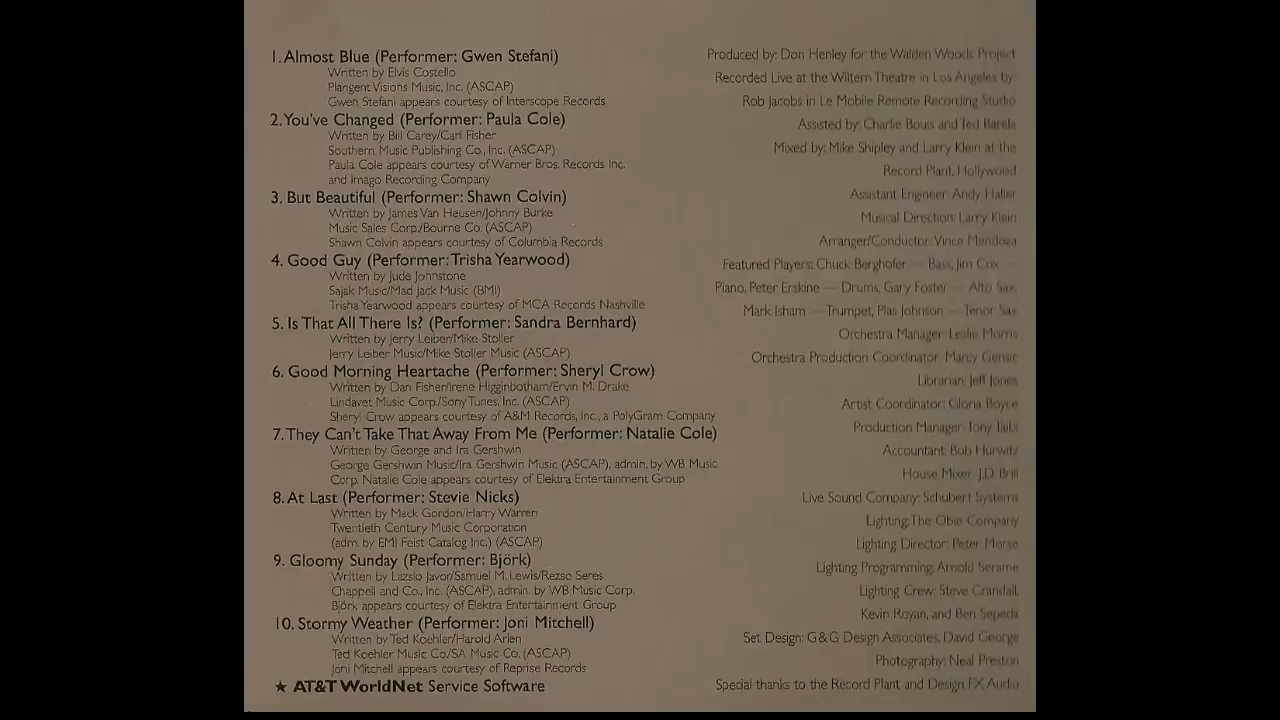 1. Almost Blue (Performer: Gwen Stefani)
Written by Elvis Costello
Plangent Visions Music, Inc. (ASCAP)
Gwen Stefani appears courtesy of Interscope Records
2. You've Changed (Performer: Paula Cole)
Written by Bill Carey/Carl Fisher
Southern Music Publishing Co., Inc. (ASCAP)
Paula Cole appears courtesy of Warner Bros. Records Inc.
and Imago Recording Company
3. But Beautiful (Performer: Shawn Colvin)
Written by James Van Heusen/Johnny Burke
Music Sales Corp./Bourne Co. (ASCAP)
Shawn Colvin appears courtesy of Columbia Records
4. Good Guy (Performer: Trisha Yearwood)
Written by Jude Johnstone
Sajak Music/Mad Jack Music (BMI)
Trisha Yearwood appears courtesy of MCA Records Nashville
5. Is That All There Is? (Performer: Sandra Bernhard)
Written by Jerry Leiber/Mike Stoller
Jerry Leiber Music/Mike Stoller Music (ASCAP)
6. Good Morning Heartache (Performer: Sheryl Crow)
Written by Dan Fisher/Irene Higginbotham/Ervin M. Drake
Lindavet Music Corp./Sony Tunes, Inc. (ASCAP)
Sheryl Crow appears courtesy of A&M Records, Inc., a PolyGram Company
7. They Can't Take That Away From Me (Performer: Natalie Cole)
Written by George and Ira Gershwin
George Gershwin Music/Ira Gershwin Music (ASCAP), admin. by WB Music
Corp. Natalie Cole appears courtesy of Elektra Entertainment Group
8. At Last (Performer: Stevie Nicks)
Written by Mack Gordon/Harry Warren
Twentieth Century Music Corporation
(adm. by EMI Feist Catalog Inc.) (ASCAP)
9. Gloomy Sunday (Performer: Björk)
Written by Lazslo Javor/Samuel M. Lewis/Rezso Seres
Chappell and Co., Inc. (ASCAP), admin. by WB Music Corp.
Björk appears courtesy of Elektra Entertainment Group
10. Stormy Weather (Performer: Joni Mitchell)
Written by Ted Koehler/Harold Arlen
Ted Koehler Music Co./SA Music Co. (ASCAP)
Joni Mitchell appears courtesy of Reprise Records
★ AT&T WorldNet Service Software
Produced by: Don Henley for the Walden Woods Project
Recorded Live at the Wiltern Theatre in Los Angeles by:
Rob Jacobs in Le Mobile Remote Recording Studio
Assisted by: Charlie Bouis and Ted Barela
Mixed by: Mike Shipley and Larry Klein at the
Record Plant, Hollywood
Assistant Engineer: Andy Haller
Musical Direction: Larry Klein
Arranger/Conductor: Vince Mendoza
Featured Players: Chuck Berghofer — Bass, Jim Cox —
Piano, Peter Erskine — Drums, Gary Foster — Alto Sax,
Mark Isham — Trumpet, Plas Johnson — Tenor Sax
Orchestra Manager: Leslie Morris
Orchestra Production Coordinator: Marcy
Librarian: Jeff Jones
Artist Coordinator: Gloria Boyce
Production Manager: Tony Taibi
Accountant: Bob Hurwitz
House Mixer: J.D. Brill
Live Sound Company: Schubert Systems
Lighting: The Obie Company
Lighting Director: Peter Morse
Lighting Programming: Arnold Serame
Lighting Crew: Steve Crandall,
Kevin Royan, and Ben Sepeda
Set Design: G&G Design Associates, David George
Photography: Neal Preston
Special thanks to the Record Plant and Design FX Audio